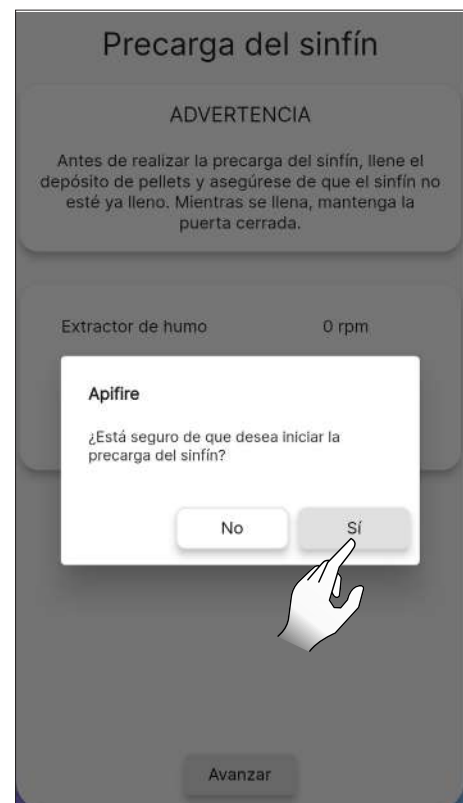 Precarga del sinfín
ADVERTENCIA
Antes de realizar la precarga del sinfín, llene el
depósito de pellets y asegúrese de que el sinfín no
esté ya lleno. Mientras se llena, mantenga la
puerta cerrada.
Extractor de humo 0 rpm
Apifire
¿Está seguro de que desea iniciar la
precarga del sinfín?
No Sí
Avanzar